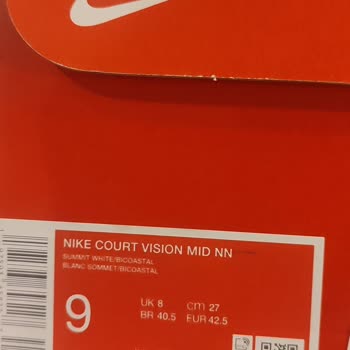 NIKE COURT VISION MID NN
SUMMIT WHITE/BICOASTAL
BLANC SOMMET/BICOASTAL
9
UK 8 cm 27
BR 40.5 EUR 42.5